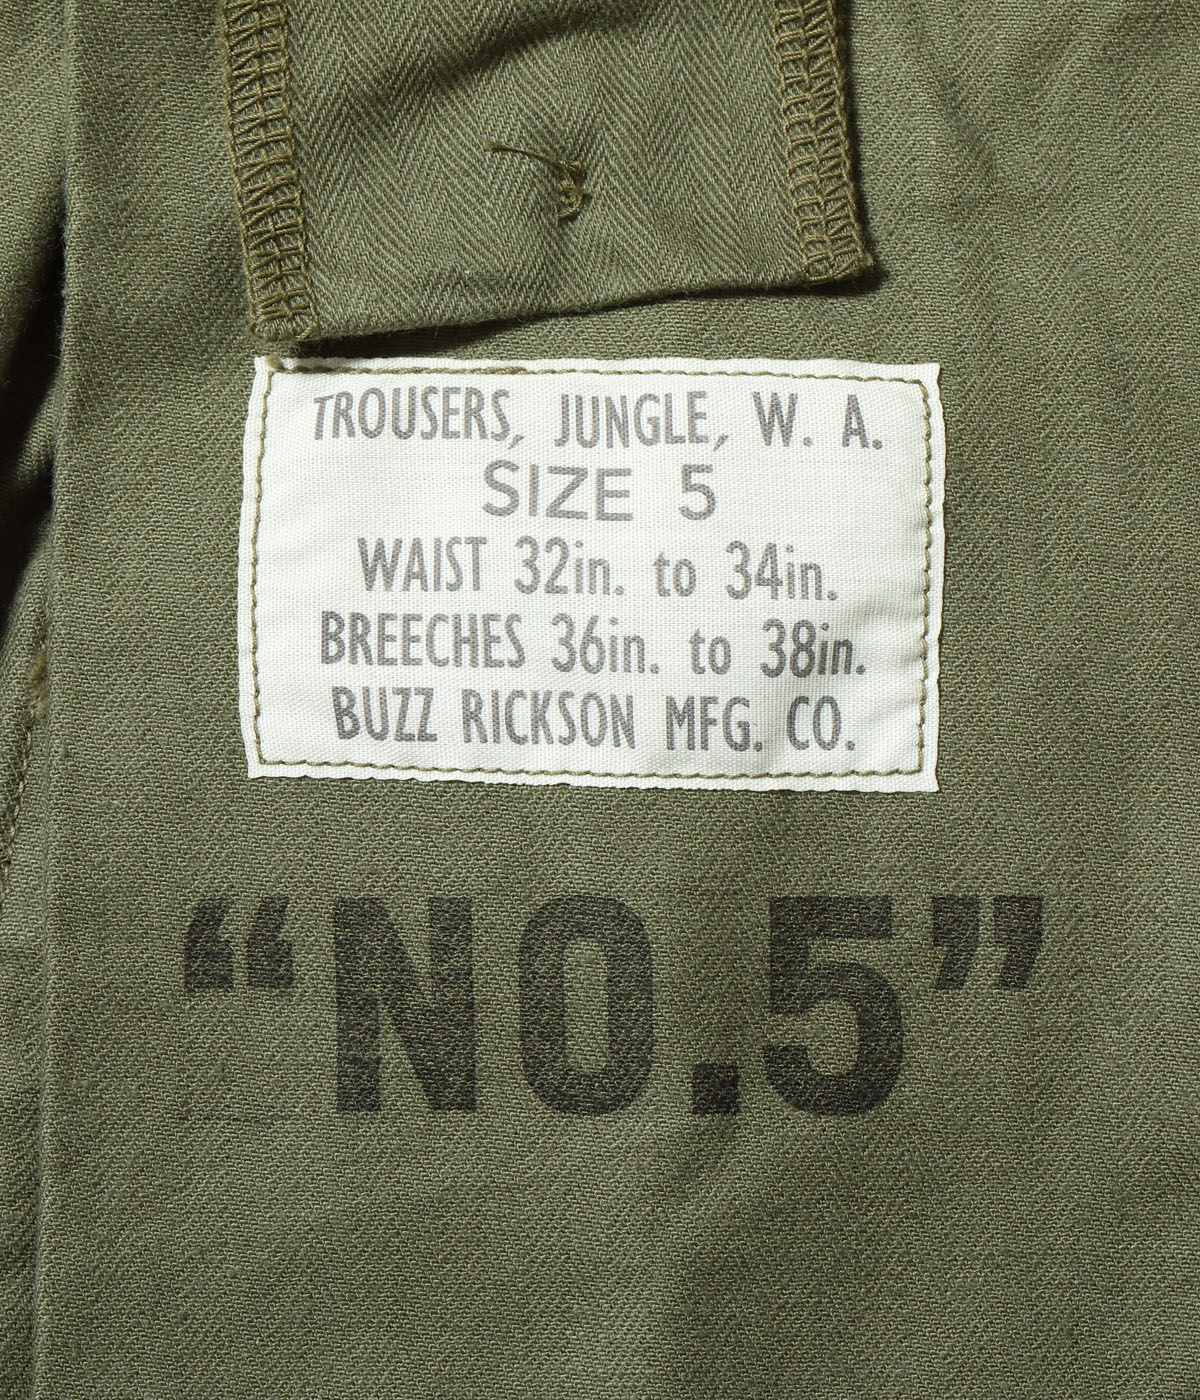 TROUSERS, JUNGLE, W. A.
SIZE 5
WAIST 32in. to 34in.
BREECHES 36in. to 38in.
BUZZ RICKSON MFG. CO.
“NO.5”